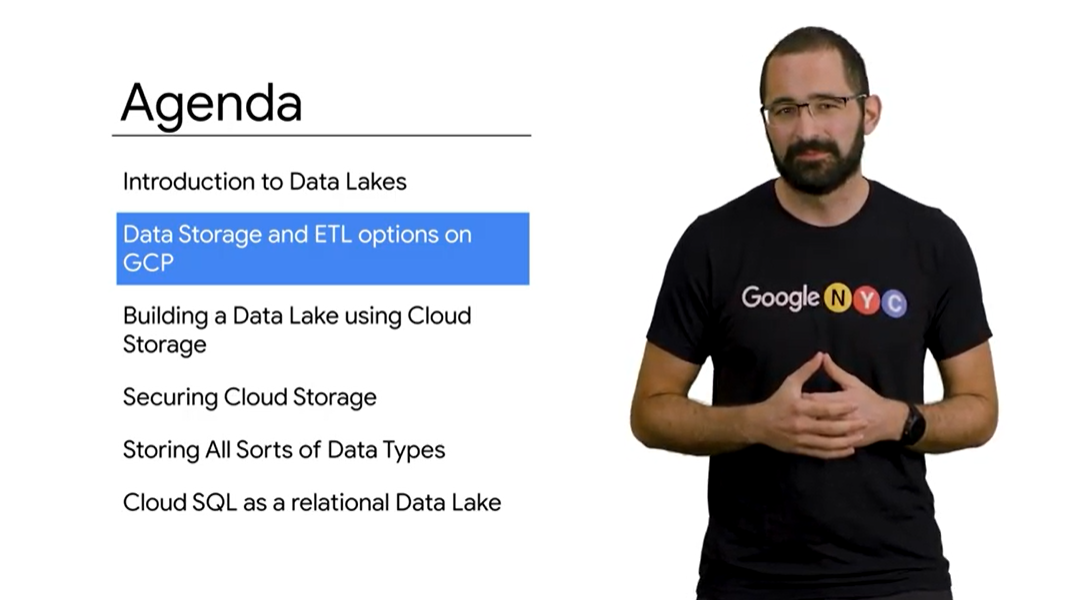 Agenda
Introduction to Data Lakes
Data Storage and ETL options on
GCP
Building a Data Lake using Cloud
Storage
Securing Cloud Storage
Storing All Sorts of Data Types
Cloud SQL as a relational Data Lake
Google NYC